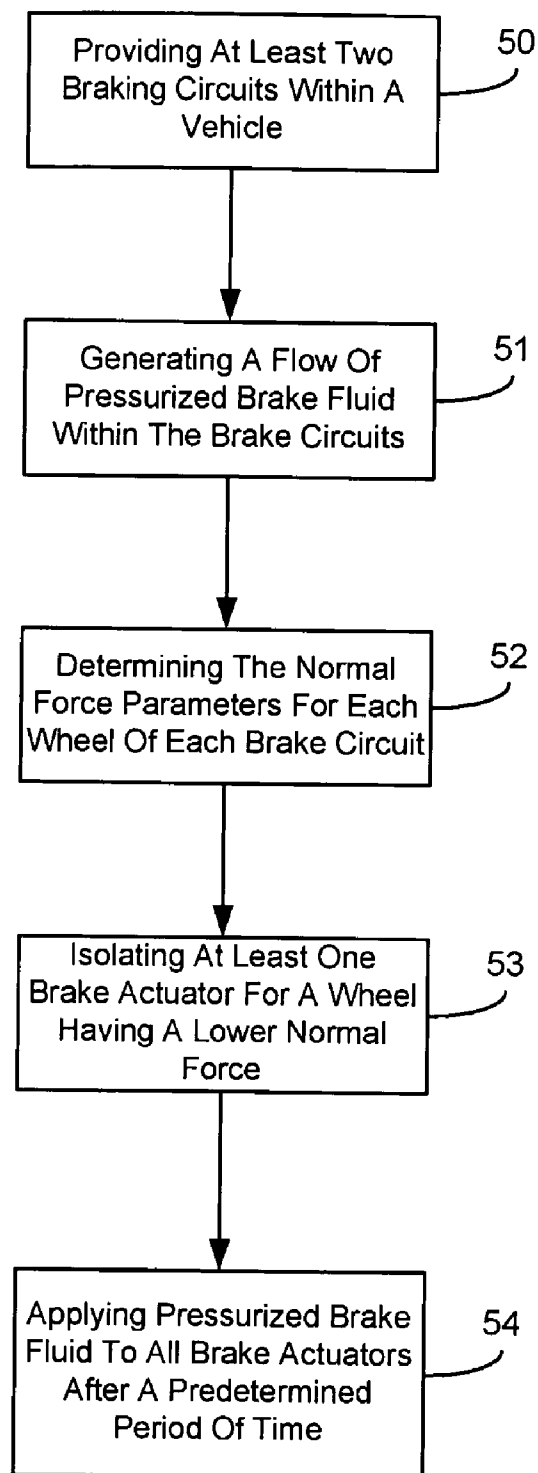 Providing At Least Two
Braking Circuits Within A
Vehicle
50
Generating A Flow Of
Pressurized Brake Fluid
Within The Brake Circuits
51
Determining The Normal
Force Parameters For Each
Wheel Of Each Brake Circuit
52
Isolating At Least One
Brake Actuator For A Wheel
Having A Lower Normal
Force
53
Applying Pressurized Brake
Fluid To All Brake Actuators
After A Predetermined
Period Of Time
54